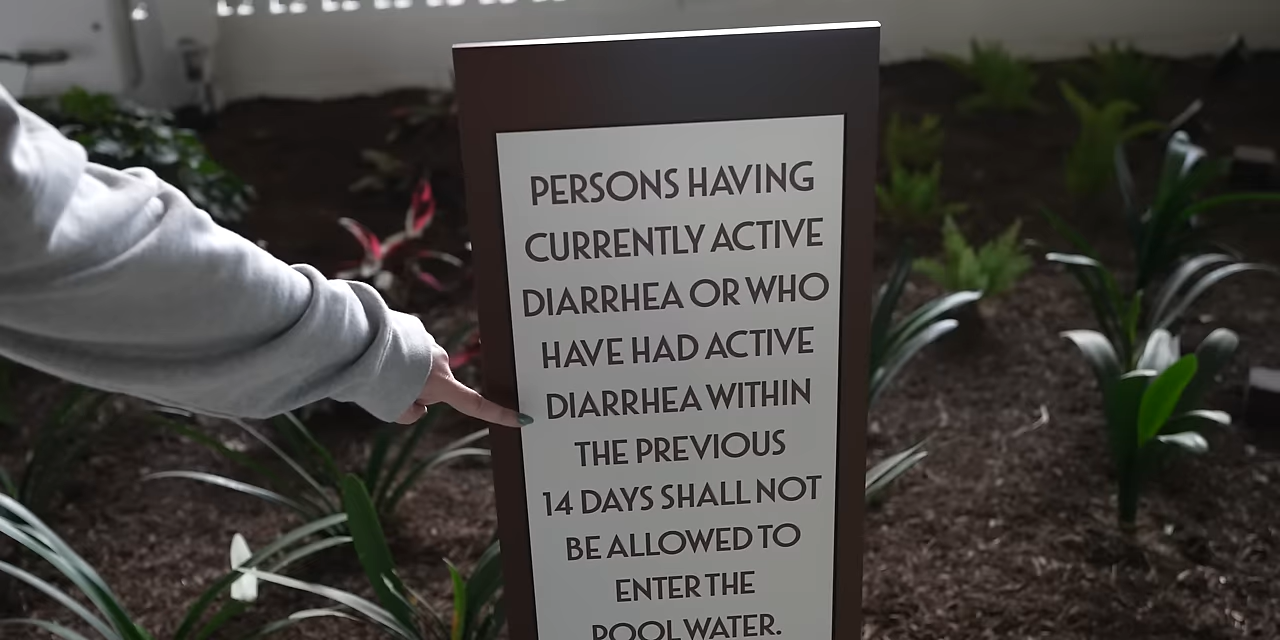 PERSONS HAVING
CURRENTLY ACTIVE
DIARRHEA OR WHO
HAVE HAD ACTIVE
DIARRHEA WITHIN
THE PREVIOUS
14 DAYS SHALL NOT
BE ALLOWED TO
ENTER THE
POOL WATER.